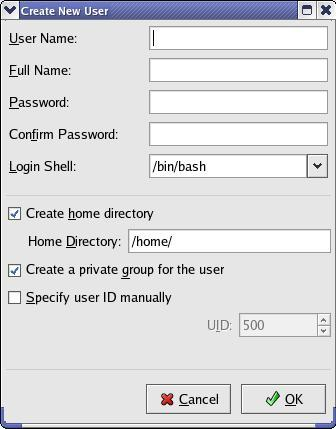 Create New User
User Name:
Full Name:
Password:
Confirm Password:
Login Shell: /bin/bash
Create home directory
Home Directory: /home/
Create a private group for the user
Specify user ID manually
UID: 500
Cancel OK